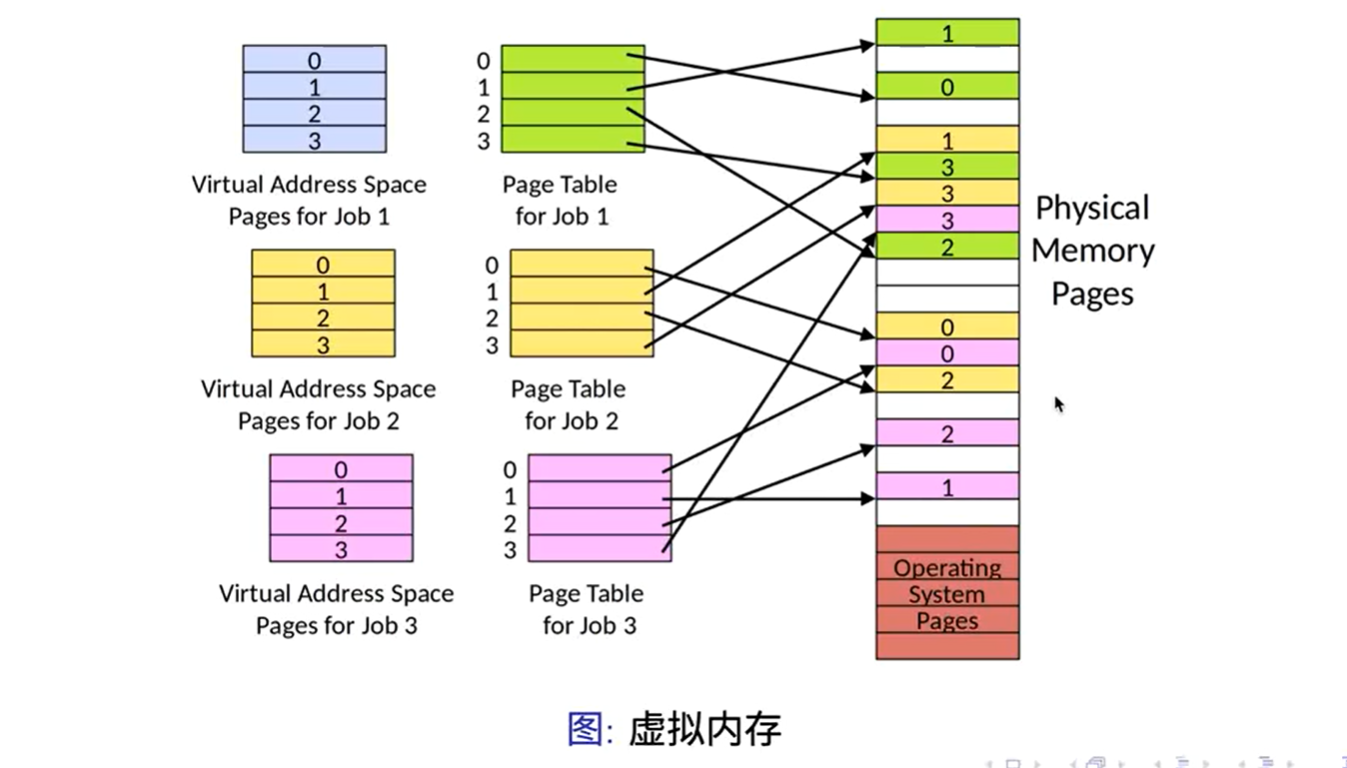 0
1
2
3
Virtual Address Space
Pages for Job 1
0
1
2
3
Page Table
for Job 1
0
1
2
3
Virtual Address Space
Pages for Job 2
0
1
2
3
Page Table
for Job 2
0
1
2
3
Virtual Address Space
Pages for Job 3
0
1
2
3
Page Table
for Job 3
1
0
1
3
3
3
2
0
0
2
2
1
Operating
System
Pages
Physical
Memory
Pages
图: 虚拟内存